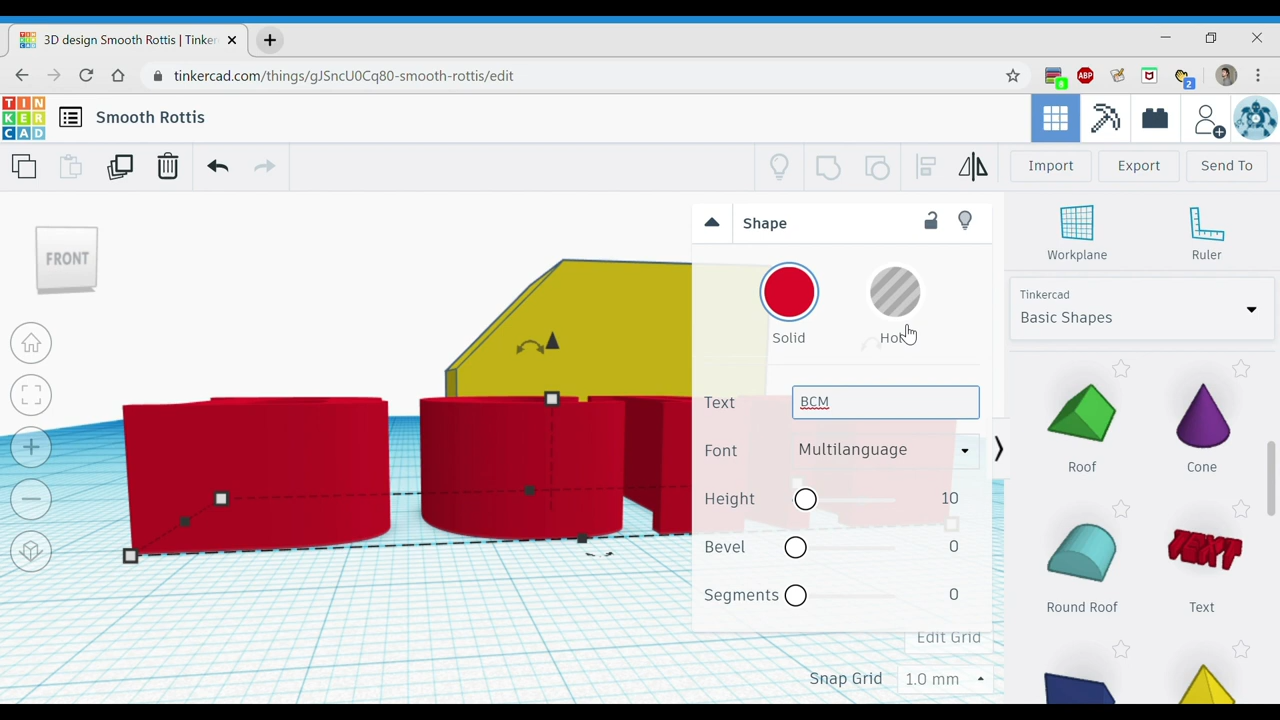 3D design Smooth Rottis | Tinker
tinkercad.com/things/gJSncU0Cq80-smooth-rottis/edit
ABP
2
TIN
KER
CAD
Smooth Rottis
Import
Export
Send To
FRONT
Shape
Solid
Text
BCM
Font
Multilanguage
Height
10
Bevel
0
Segments
0
Edit Grid
Snap Grid
1.0 mm
Workplane
Ruler
Tinkercad
Basic Shapes
Roof
Cone
TEXT
Round Roof
Text